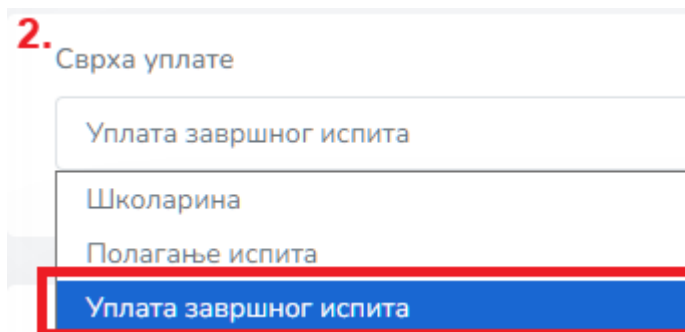 2.
Сврха уплате
Уплата завршног испита
Школарина
Полагање испита
Уплата завршног испита